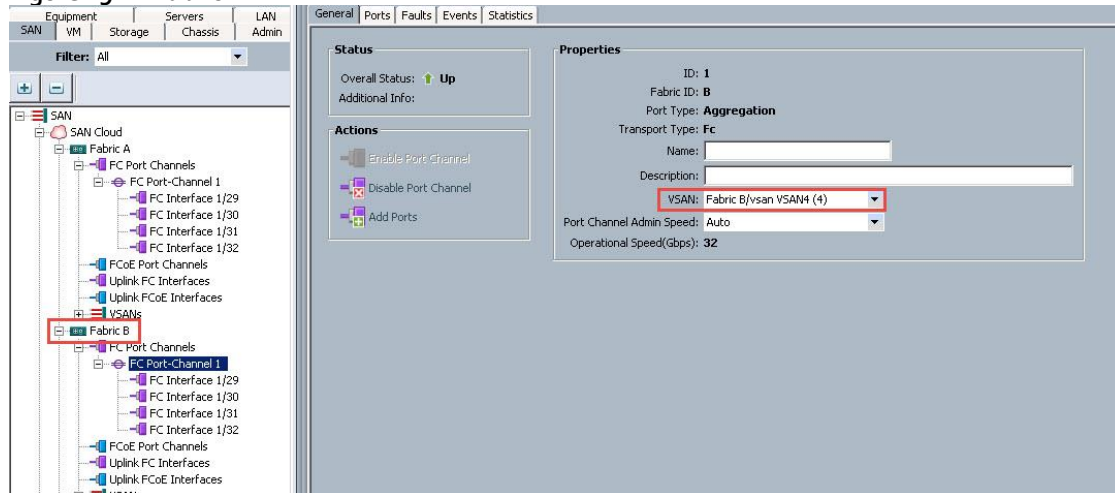 Equipment Servers LAN
SAN VM Storage Chassis Admin
Filter: All
SAN
SAN Cloud
Fabric A
FC Port Channels
FC Port-Channel 1
FC Interface 1/29
FC Interface 1/30
FC Interface 1/31
FC Interface 1/32
FCoE Port Channels
Uplink FC Interfaces
Uplink FCoE Interfaces
VSANs
Fabric B
FC Port Channels
FC Port-Channel 1
FC Interface 1/29
FC Interface 1/30
FC Interface 1/31
FC Interface 1/32
FCoE Port Channels
Uplink FC Interfaces
Uplink FCoE Interfaces
General Ports Faults Events Statistics
Status
Overall Status: Up
Additional Info:
Actions
Enable Port Channel
Disable Port Channel
Add Ports
Properties
ID: 1
Fabric ID: B
Port Type: Aggregation
Transport Type: Fc
Name:
Description:
VSAN: Fabric B/vsan VSAN4 (4)
Port Channel Admin Speed: Auto
Operational Speed(Gbps): 32